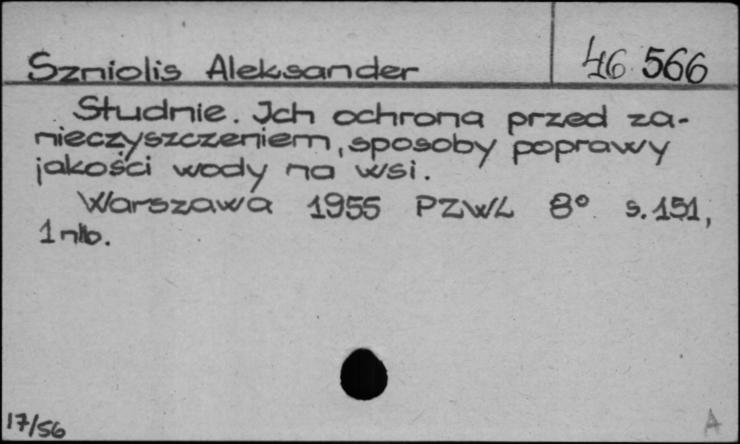 Szniolis Aleksander 46 566
Studnie. Ich ochrona przed za-
nieczyszczeniem, sposoby poprawy
jakości wody na wsi.
Warszawa 1955 PZWL 8° s. 151,
1 nlb.
17/56 A